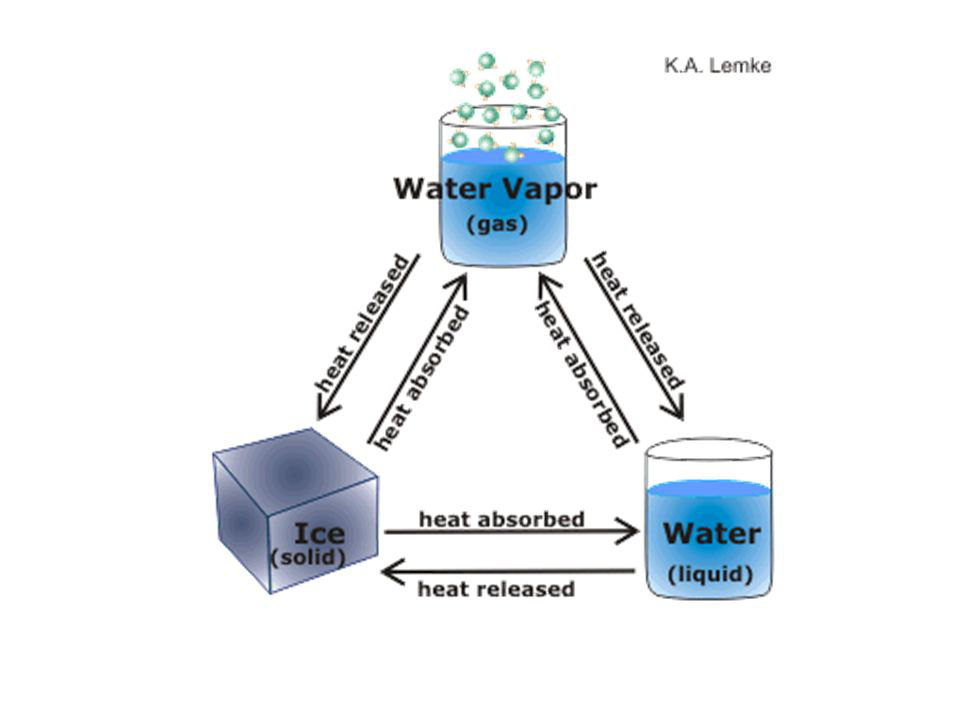 K.A. Lemke
Water Vapor
(gas)
heat released
heat absorbed
heat absorbed
heat released
Ice
(solid)
heat absorbed
heat released
Water
(liquid)